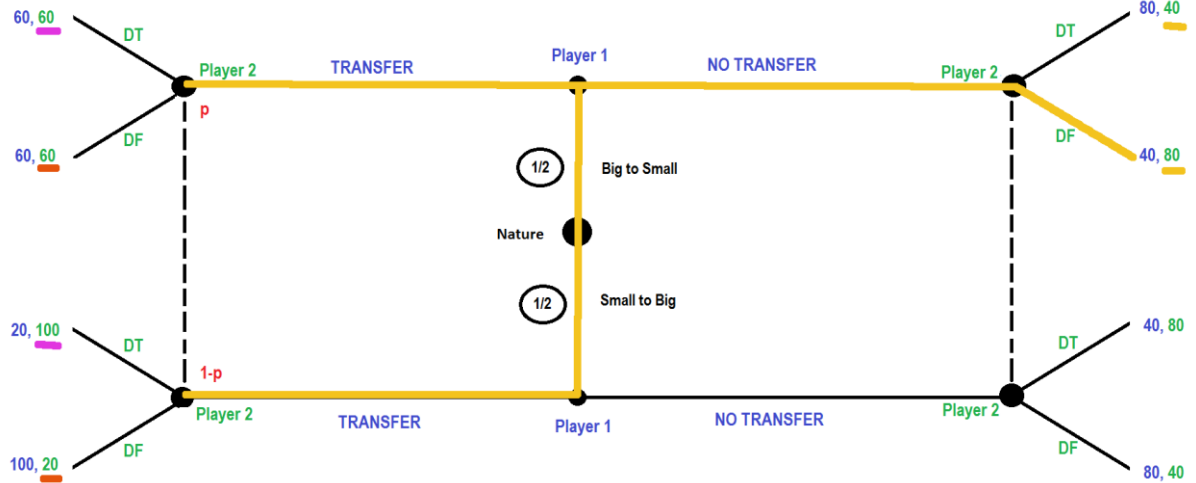 60, 60
DT
Player 2
TRANSFER
Player 1
NO TRANSFER
Player 2
DT
80, 40
p
60, 60
DF
DF
40, 80
1/2
Big to Small
Nature
1/2
Small to Big
20, 100
DT
1-p
Player 2
TRANSFER
Player 1
NO TRANSFER
Player 2
DT
40, 80
100, 20
DF
DF
80, 40